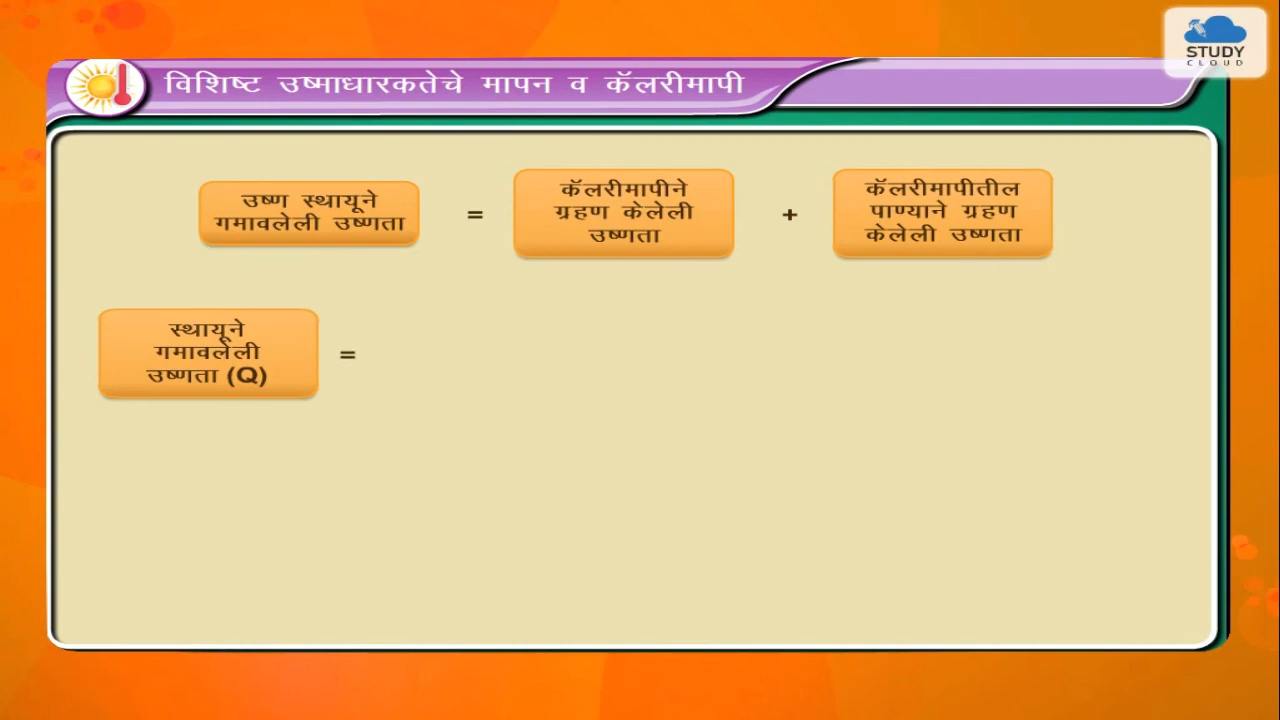 STUDY
CLOUD
विशिष्ट उष्माधारकतेचे मापन व कॅलरीमापी
उष्ण स्थायूने
गमावलेली उष्णता
=
कॅलरीमापीने
ग्रहण केलेली
उष्णता
+
कॅलरीमापीतील
पाण्याने ग्रहण
केलेली उष्णता
स्थायूने
गमावलेली
उष्णता (Q)
=